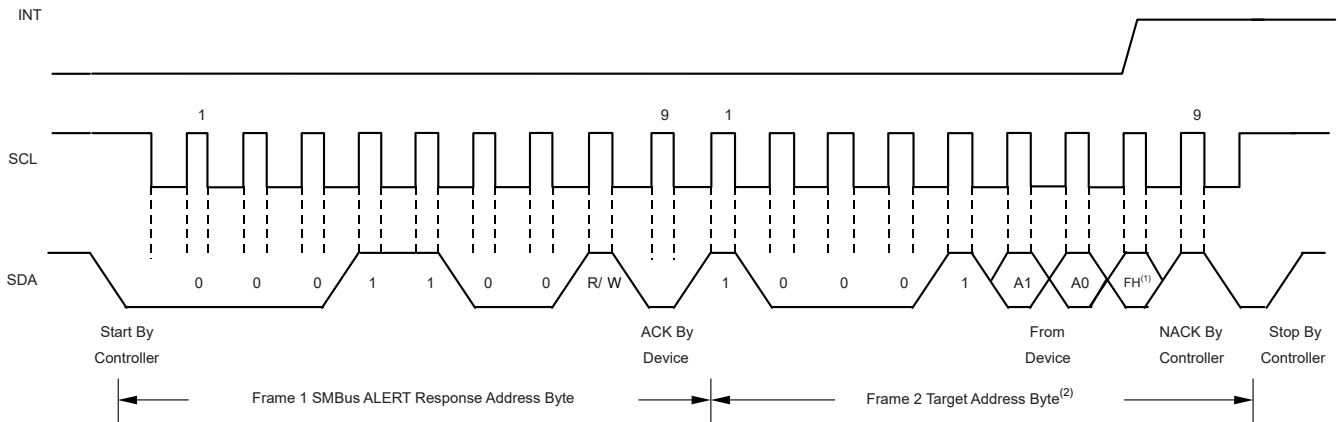 INT
1 9 1 9
SCL
SDA
0 0 0 1 1 0 0 R/ W 1 0 0 0 1 A1 A0 FH(1)
Start By
Controller
ACK By
Device
From
Device
NACK By
Controller
Stop By
Controller
Frame 1 SMBus ALERT Response Address Byte
Frame 2 Target Address Byte(2)